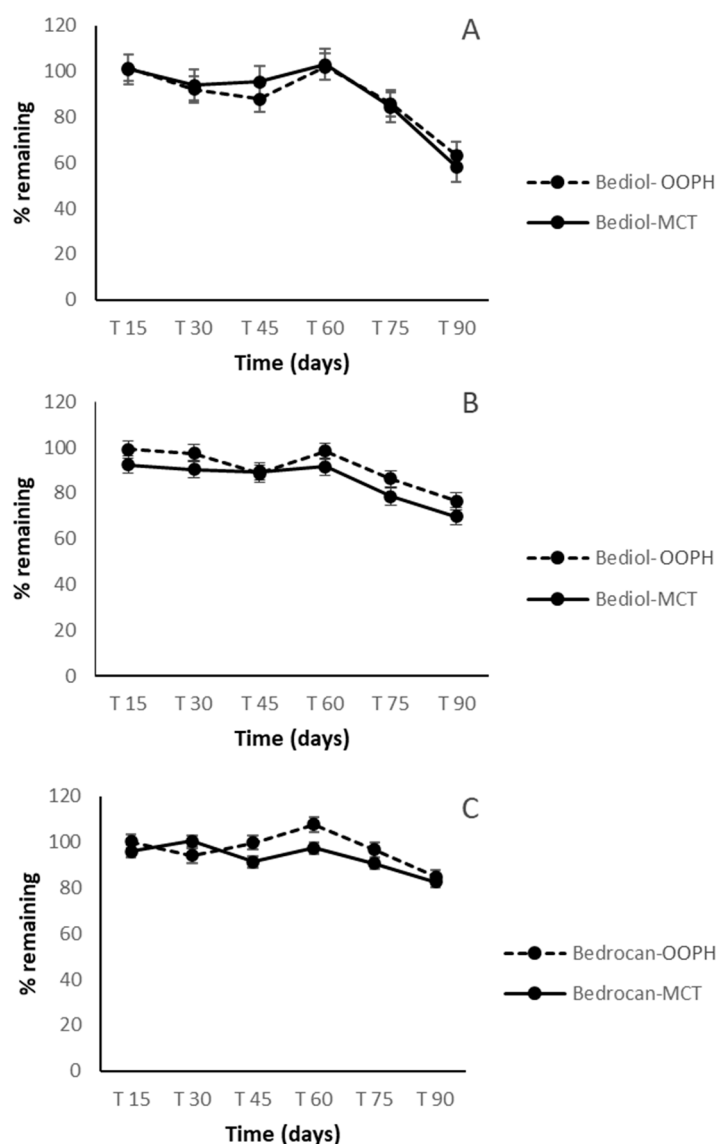 A
120
100
80
60
40
20
0
% remaining
T 15 T 30 T 45 T 60 T 75 T 90
Time (days)
Bediol- OOPH
Bediol-MCT
B
120
100
80
60
40
20
0
% remaining
T 15 T 30 T 45 T 60 T 75 T 90
Time (days)
Bediol-OOPH
Bediol-MCT
C
120
100
80
60
40
20
0
% remaining
T 15 T 30 T 45 T 60 T 75 T 90
Time (days)
Bedrocan-OOPH
Bedrocan-MCT